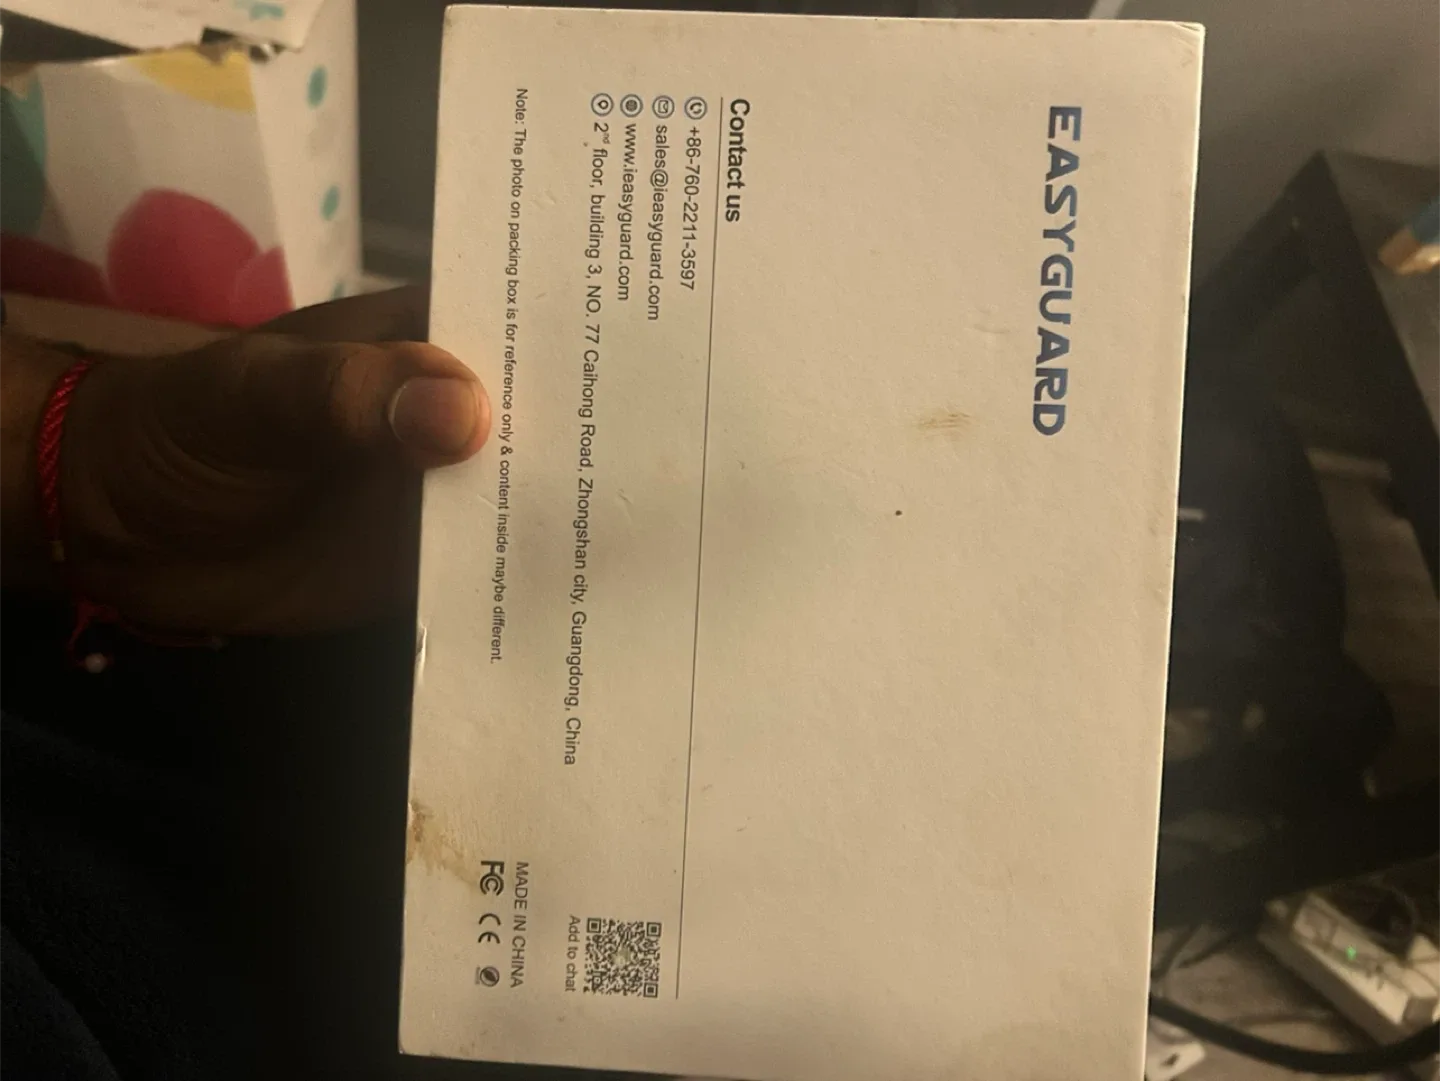 EASYGUARD
Contact us
+86-760-2211-3597
sales@ieasyguard.com
www.ieasyguard.com
2nd floor, building 3, NO. 77 Caihong Road, Zhongshan city, Guangdong, China
Add to chat
Note: The photo on packing box is for reference only & content inside maybe different.
MADE IN CHINA
FC CE